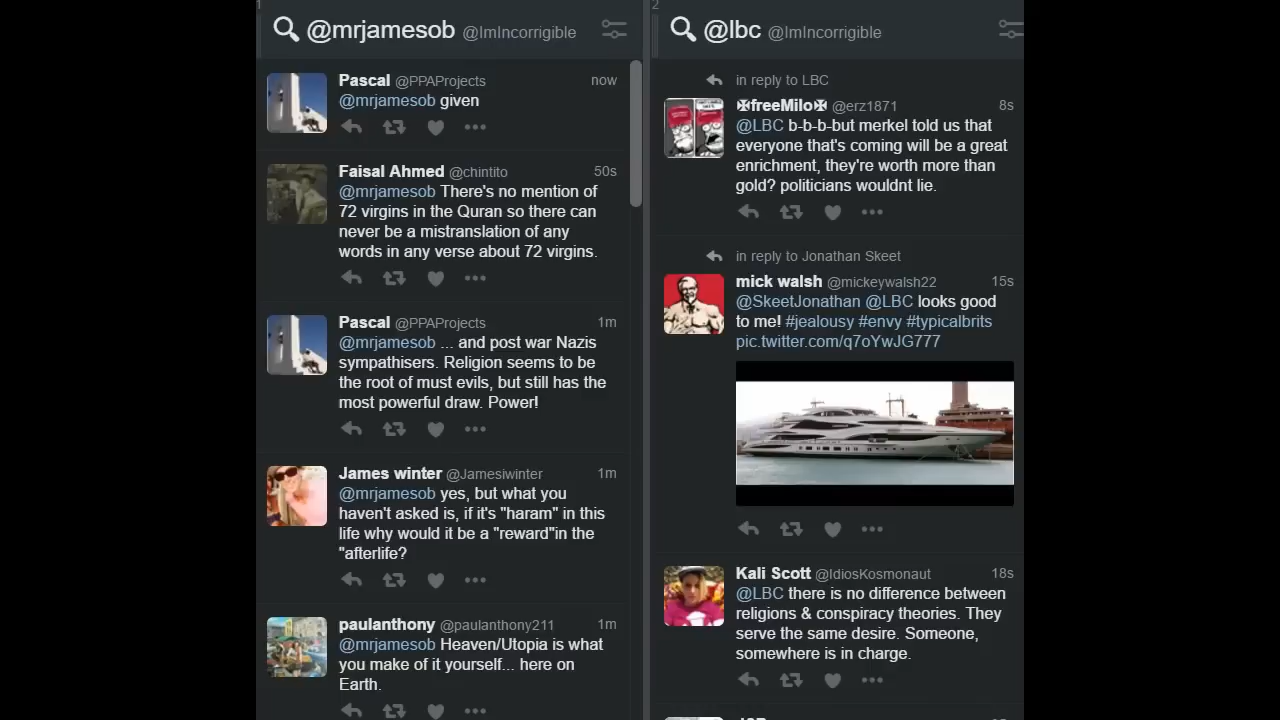 1
@mrjamesob @ImIncorrigible
Pascal @PPAProjects now
@mrjamesob given
Faisal Ahmed @chintito 50s
@mrjamesob There's no mention of
72 virgins in the Quran so there can
never be a mistranslation of any
words in any verse about 72 virgins.
Pascal @PPAProjects 1m
@mrjamesob ... and post war Nazis
sympathisers. Religion seems to be
the root of must evils, but still has the
most powerful draw. Power!
James winter @Jamesiwinter 1m
@mrjamesob yes, but what you
haven't asked is, if it's "haram" in this
life why would it be a "reward"in the
"afterlife?
paulanthony @paulanthony211 1m
@mrjamesob Heaven/Utopia is what
you make of it yourself... here on
Earth.
2
@lbc @ImIncorrigible
in reply to LBC
✠freeMilo✠ @erz1871 8s
@LBC b-b-b-but merkel told us that
everyone that's coming will be a great
enrichment, they're worth more than
gold? politicians wouldnt lie.
in reply to Jonathan Skeet
mick walsh @mickeywalsh22 15s
@SkeetJonathan @LBC looks good
to me! #jealousy #envy #typicalbrits
pic.twitter.com/q7oYwJG777
Kali Scott @IdiosKosmonaut 18s
@LBC there is no difference between
religions & conspiracy theories. They
serve the same desire. Someone,
somewhere is in charge.